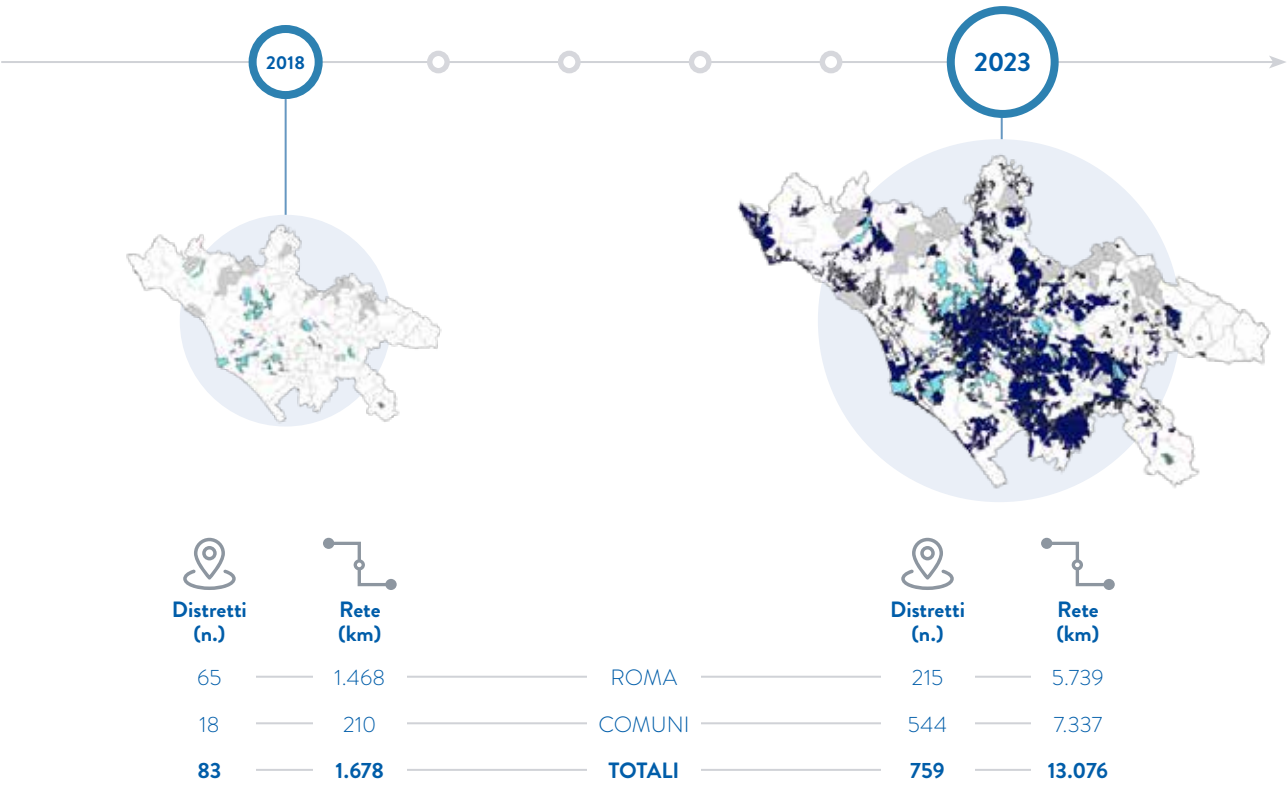 2018
2023
Distretti
(n.)
Rete
(km)
Distretti
(n.)
Rete
(km)
65 1.468 ROMA 215 5.739
18 210 COMUNI 544 7.337
83 1.678 TOTALI 759 13.076